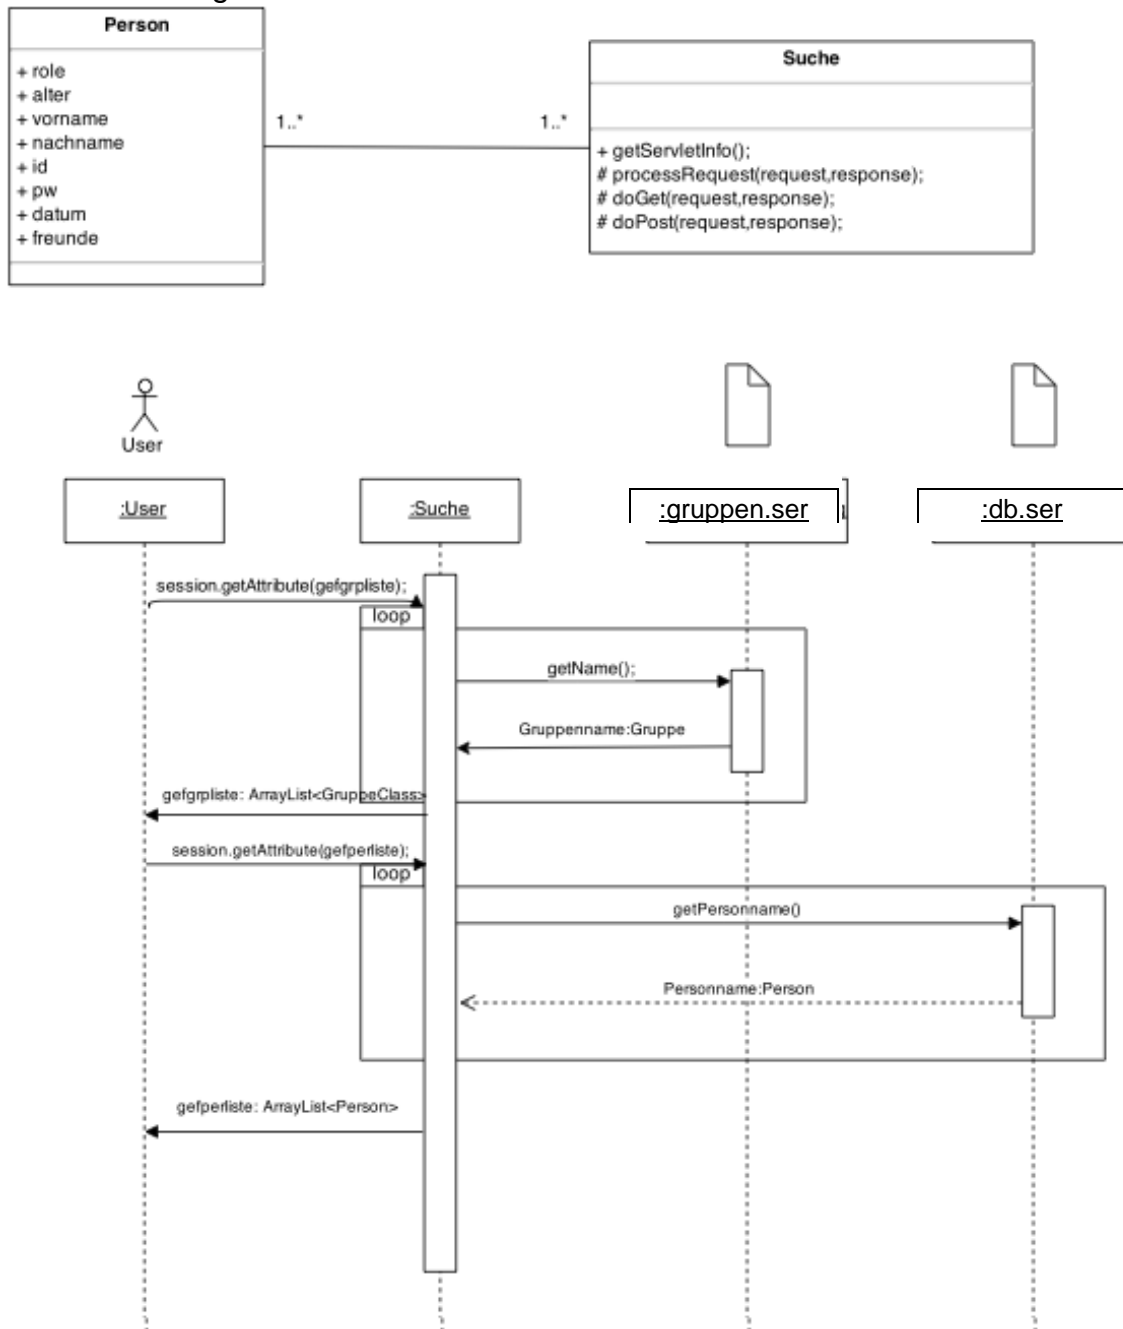 Person
+ role
+ alter
+ vorname
+ nachname
+ id
+ pw
+ datum
+ freunde
1..*
1..*
Suche
+ getServletInfo();
# processRequest(request,response);
# doGet(request,response);
# doPost(request,response);
User
:User
:Suche
:gruppen.ser
:db.ser
session.getAttribute(gefgrpliste);
loop
getName();
Gruppenname:Gruppe
gefgrpliste: ArrayList<GruppeClass>
session.getAttribute(gefperliste);
loop
getPersonname()
Personname:Person
gefperliste: ArrayList<Person>